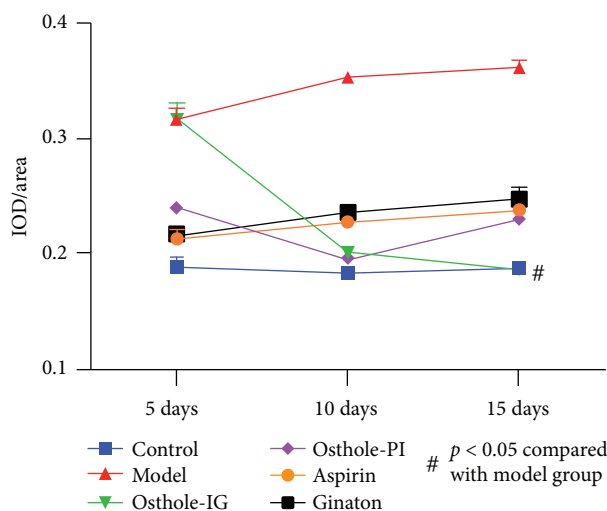 0.4
0.3
0.2
0.1
IOD/area
5 days
10 days
15 days
#
Control
Model
Osthole-IG
Osthole-PI
Aspirin
Ginaton
# p < 0.05 compared
with model group